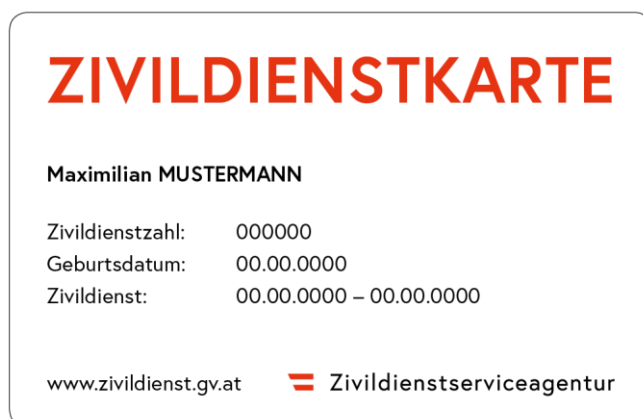 ZIVILDIENSTKARTE
Maximilian MUSTERMANN
Zivildienstzahl: 000000
Geburtsdatum: 00.00.0000
Zivildienst: 00.00.0000 – 00.00.0000
www.zivildienst.gv.at Zivildienstserviceagentur